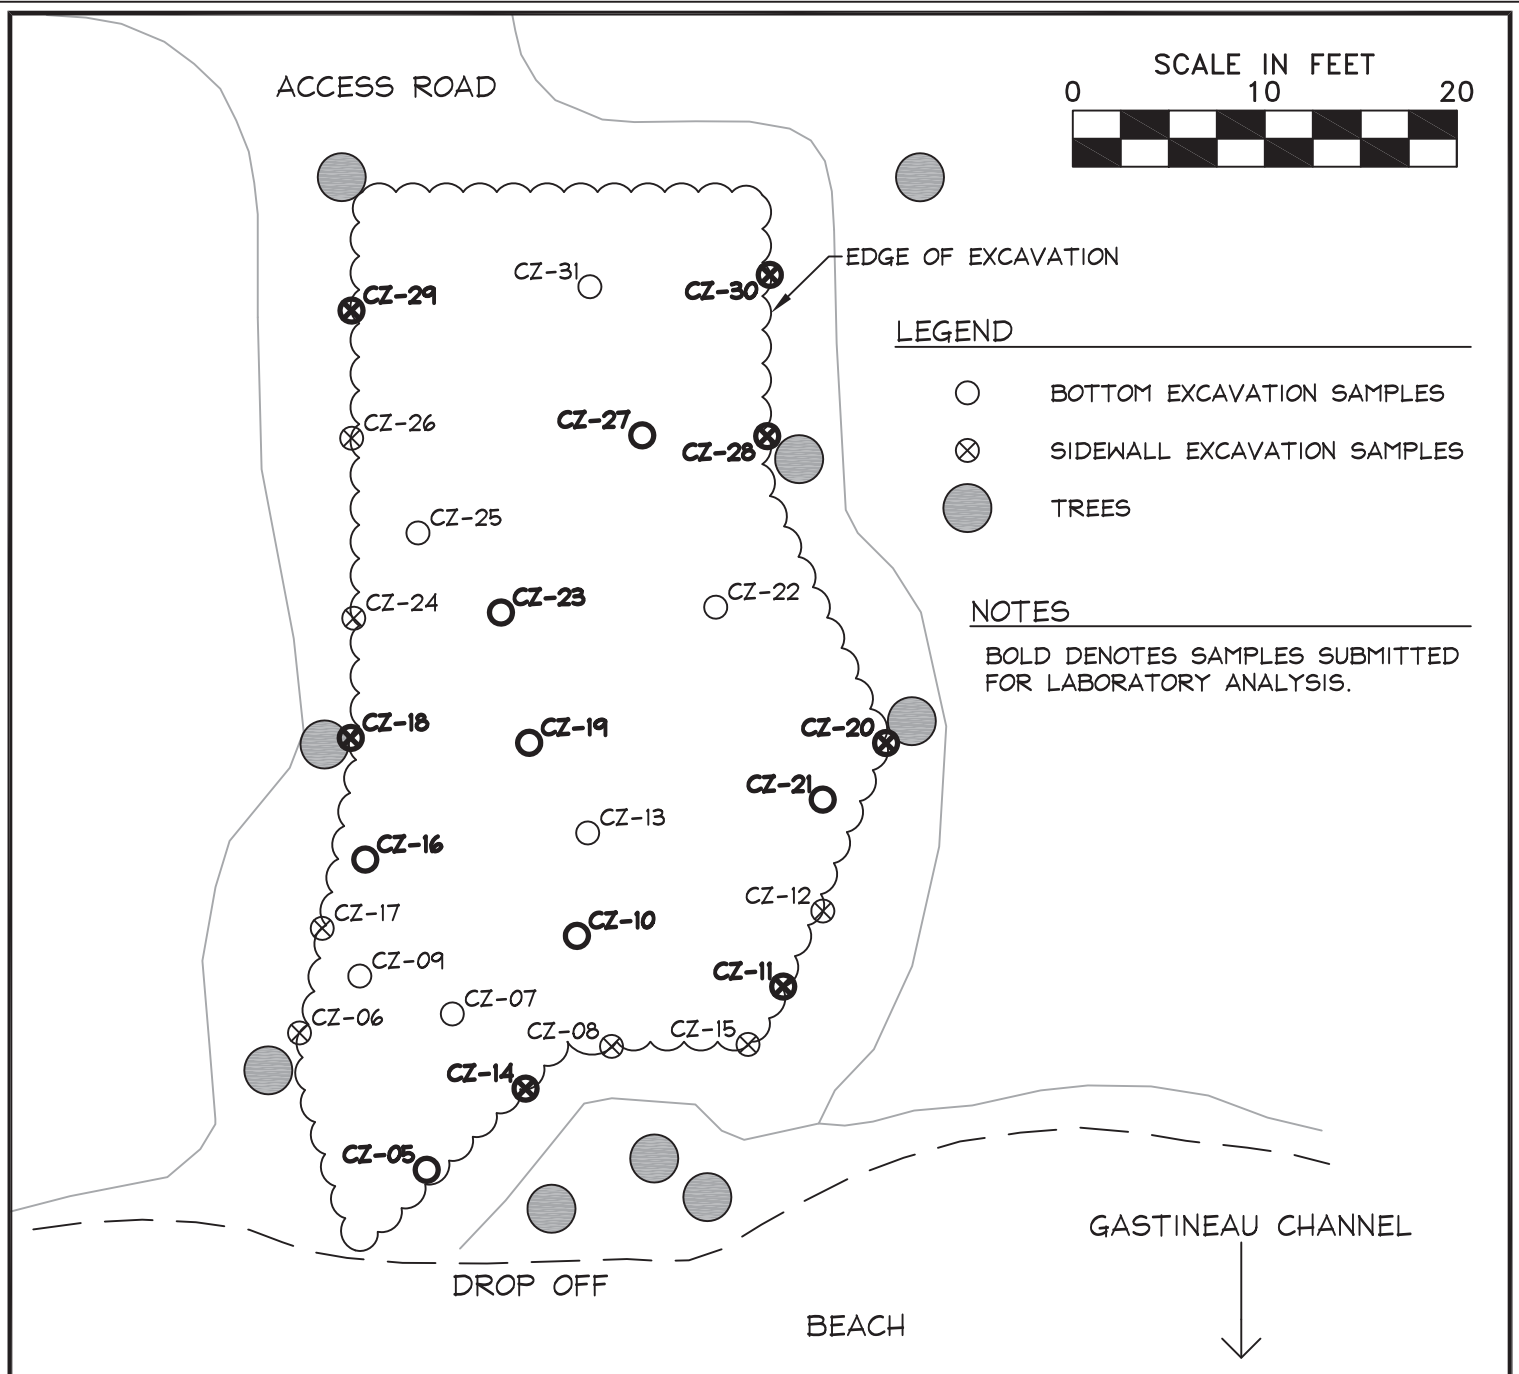 SCALE IN FEET
0 10 20
ACCESS ROAD
EDGE OF EXCAVATION
CZ-31
CZ-30
CZ-29
LEGEND
BOTTOM EXCAVATION SAMPLES
SIDEWALL EXCAVATION SAMPLES
TREES
CZ-27
CZ-26
CZ-28
CZ-25
CZ-22
CZ-23
CZ-24
NOTES
BOLD DENOTES SAMPLES SUBMITTED
FOR LABORATORY ANALYSIS.
CZ-18
CZ-19
CZ-20
CZ-21
CZ-13
CZ-16
CZ-12
CZ-17
CZ-10
CZ-09
CZ-11
CZ-07
CZ-06
CZ-08
CZ-15
CZ-14
CZ-05
GASTINEAU CHANNEL
DROP OFF
BEACH